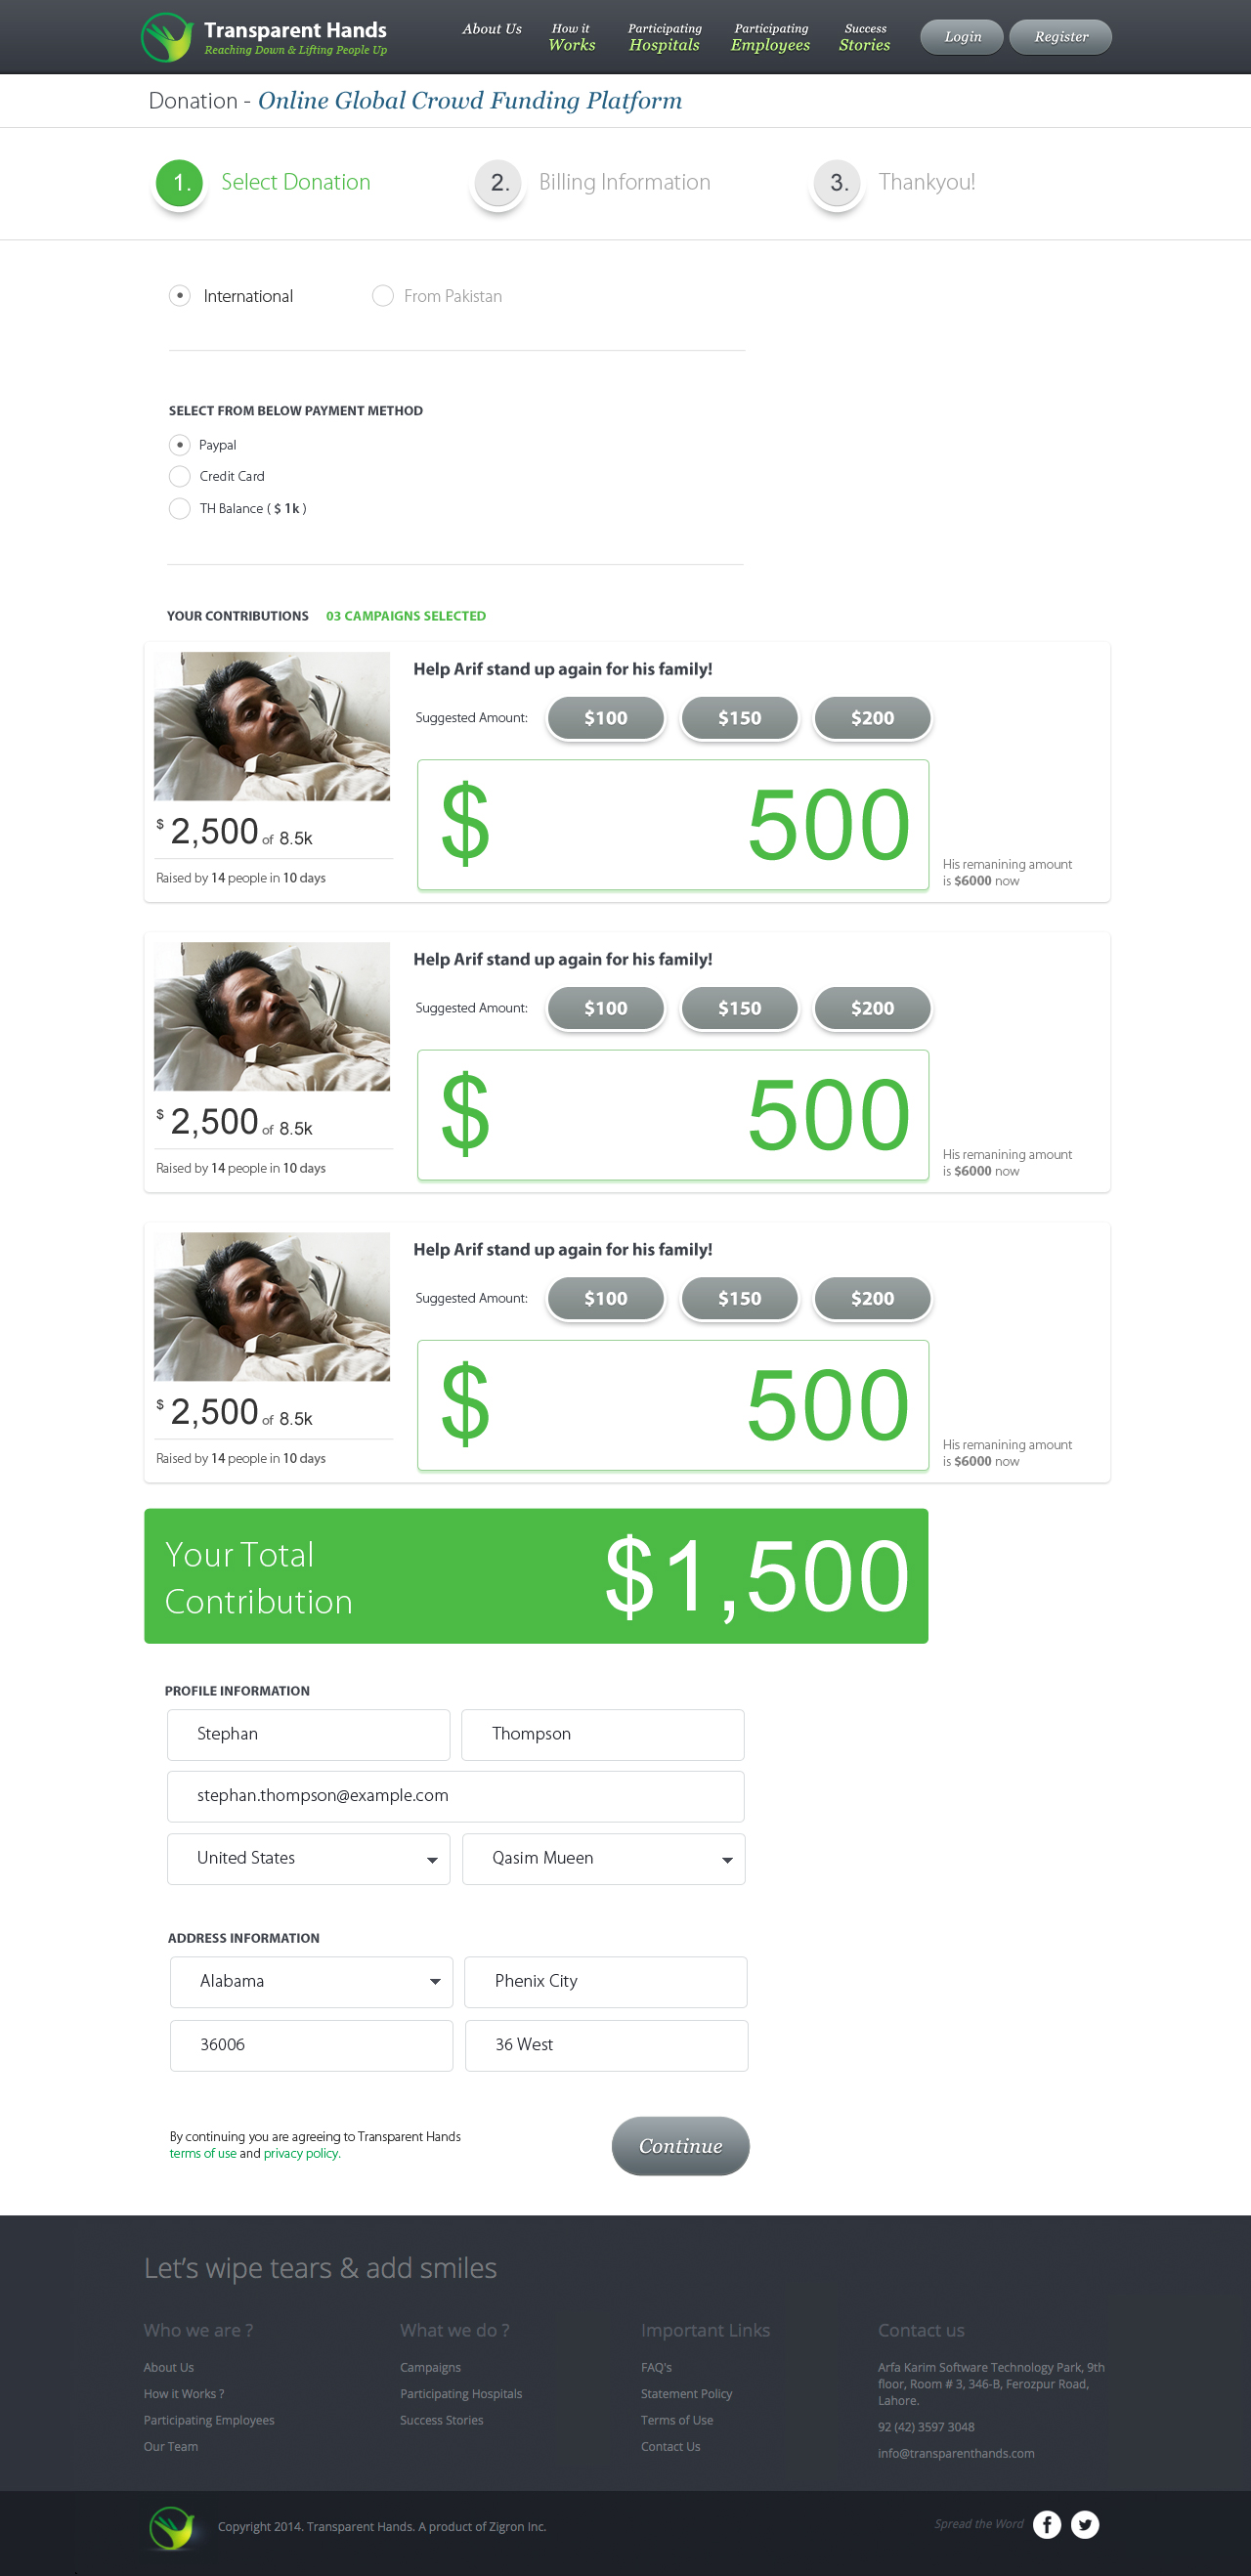 Transparent Hands
Reaching Down & Lifting People Up
About Us
How it Works
Participating Hospitals
Participating Employees
Success Stories
Login
Register
Donation - Online Global Crowd Funding Platform
1. Select Donation
2. Billing Information
3. Thankyou!
International
From Pakistan
SELECT FROM BELOW PAYMENT METHOD
Paypal
Credit Card
TH Balance ( $ 1k )
YOUR CONTRIBUTIONS 03 CAMPAIGNS SELECTED
Help Arif stand up again for his family!
Suggested Amount: $100 $150 $200
$ 500
$ 2,500 of 8.5k
Raised by 14 people in 10 days
His remanining amount
is $6000 now
Help Arif stand up again for his family!
Suggested Amount: $100 $150 $200
$ 500
$ 2,500 of 8.5k
Raised by 14 people in 10 days
His remanining amount
is $6000 now
Help Arif stand up again for his family!
Suggested Amount: $100 $150 $200
$ 500
$ 2,500 of 8.5k
Raised by 14 people in 10 days
His remanining amount
is $6000 now
Your Total
Contribution
$1,500
PROFILE INFORMATION
Stephan
Thompson
stephan.thompson@example.com
United States
Qasim Mueen
ADDRESS INFORMATION
Alabama
Phenix City
36006
36 West
By continuing you are agreeing to Transparent Hands
terms of use and privacy policy.
Continue
Let's wipe tears & add smiles
Who we are ?
About Us
How it Works ?
Participating Employees
Our Team
What we do ?
Campaigns
Participating Hospitals
Success Stories
Important Links
FAQ's
Statement Policy
Terms of Use
Contact Us
Contact us
Arfa Karim Software Technology Park, 9th
floor, Room # 3, 346-B, Ferozpur Road,
Lahore.
92 (42) 3597 3048
info@transparenthands.com
Copyright 2014. Transparent Hands. A product of Zigron Inc.
Spread the Word